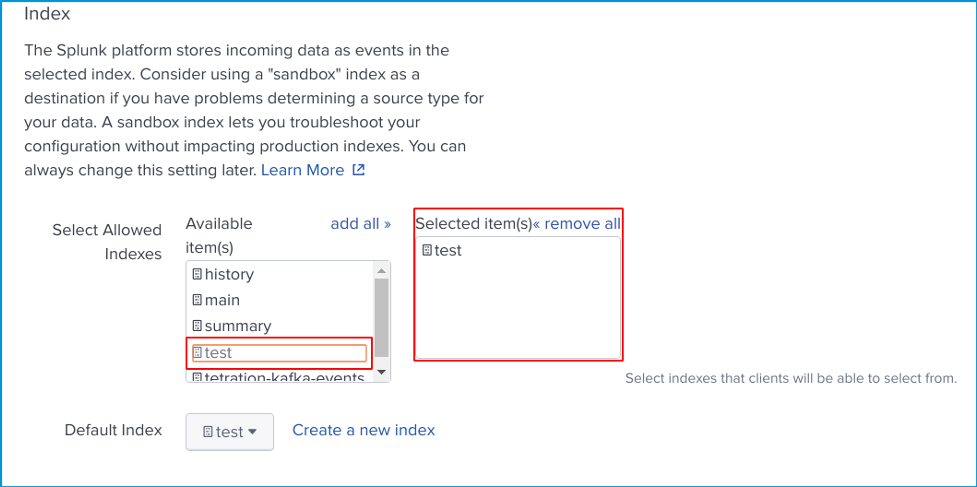 Index
The Splunk platform stores incoming data as events in the
selected index. Consider using a "sandbox" index as a
destination if you have problems determining a source type for
your data. A sandbox index lets you troubleshoot your
configuration without impacting production indexes. You can
always change this setting later. Learn More
Select Allowed
Indexes
Available
item(s)
add all »
Selected item(s)« remove all
history
main
summary
test
tetration-kafka-events
test
Select indexes that clients will be able to select from.
Default Index
test
Create a new index